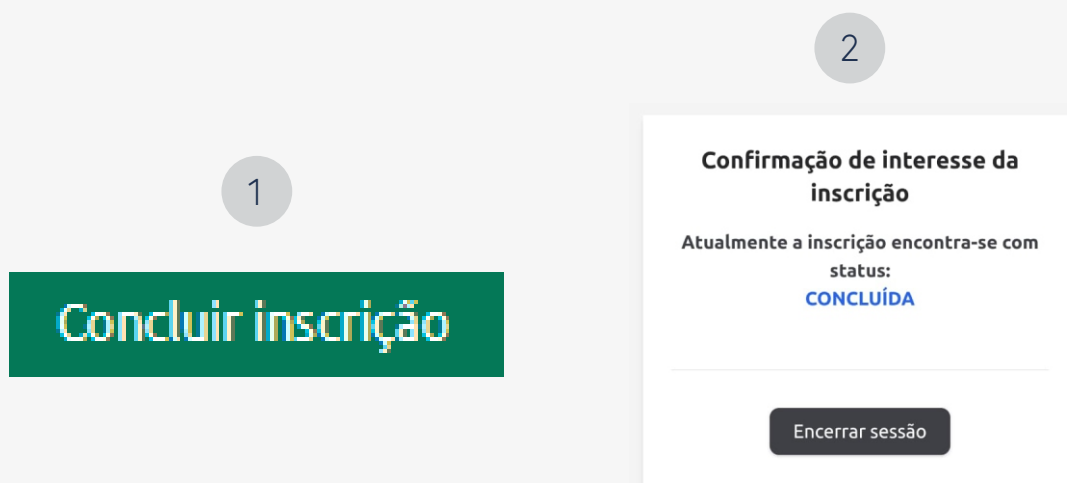 1
Concluir inscrição
2
Confirmação de interesse da
inscrição
Atualmente a inscrição encontra-se com
status:
CONCLUÍDA
Encerrar sessão